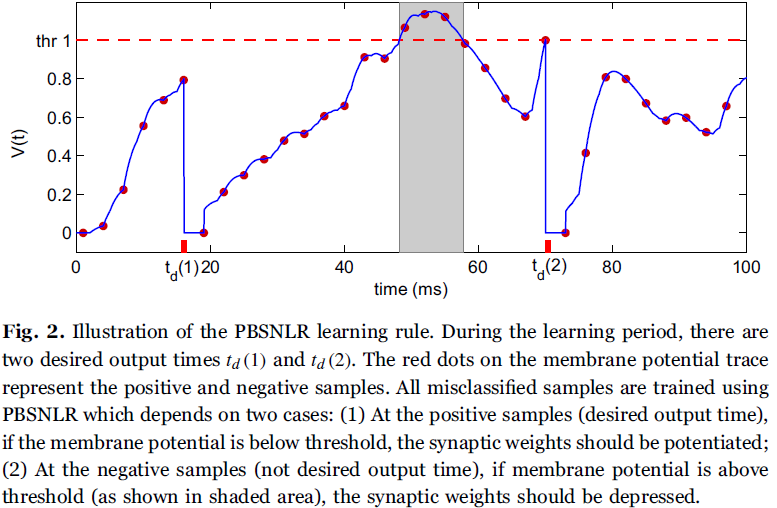 thr 1
0.8
0.6
0.4
0.2
0
V(t)
0 t_d(1) 20 40 60 t_d(2) 80 100
time (ms)
Fig. 2. Illustration of the PBSNLR learning rule. During the learning period, there are
two desired output times t_d (1) and t_d (2). The red dots on the membrane potential trace
represent the positive and negative samples. All misclassified samples are trained using
PBSNLR which depends on two cases: (1) At the positive samples (desired output time),
if the membrane potential is below threshold, the synaptic weights should be potentiated;
(2) At the negative samples (not desired output time), if membrane potential is above
threshold (as shown in shaded area), the synaptic weights should be depressed.